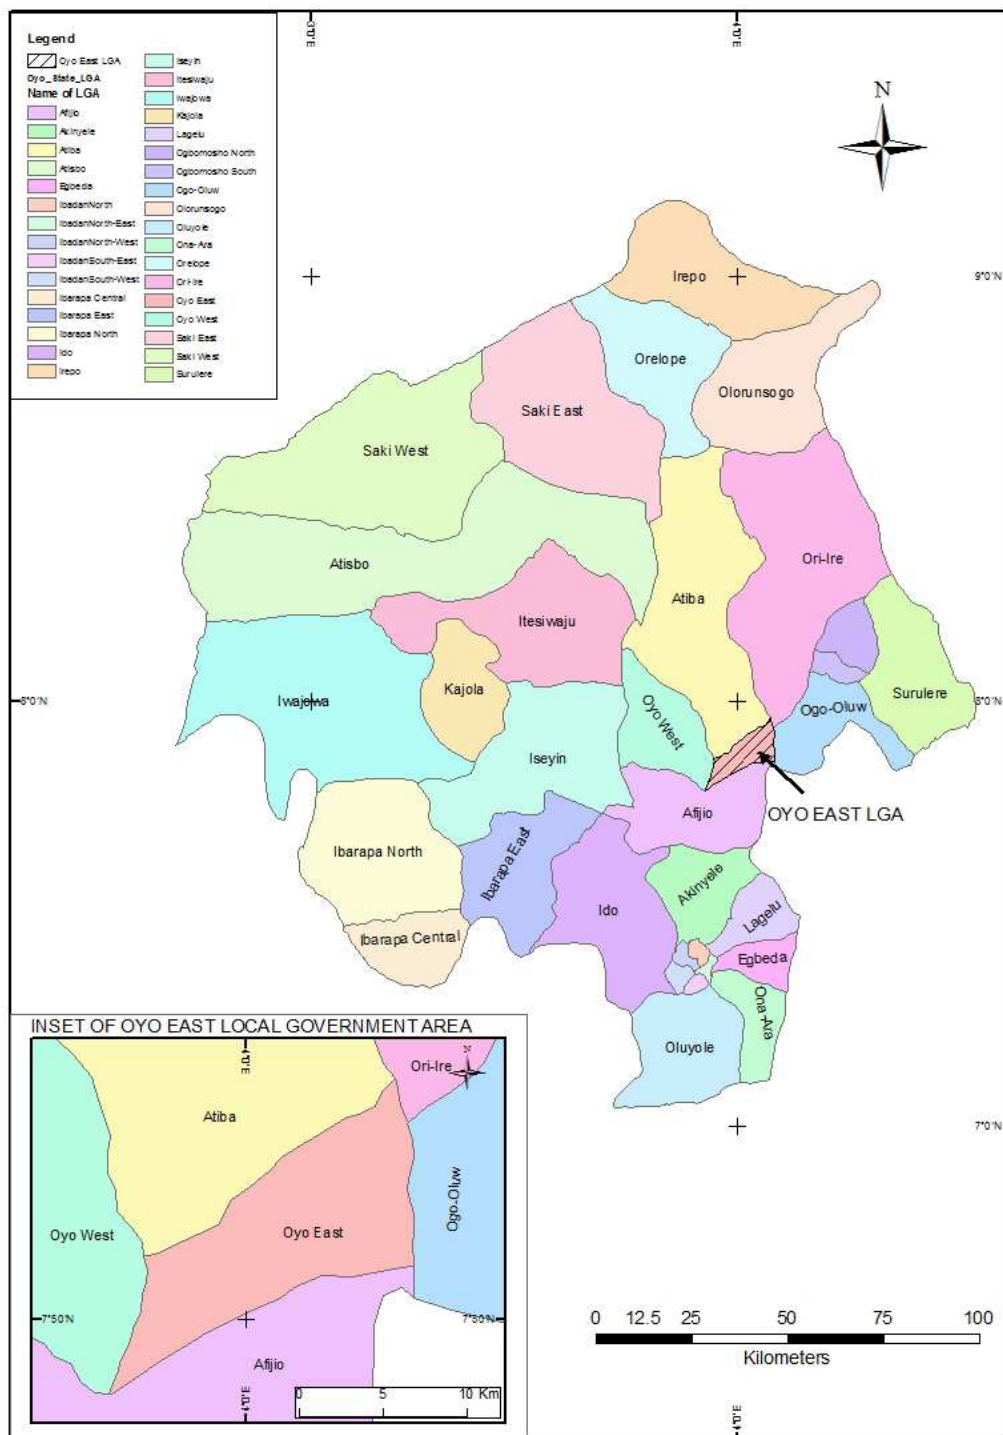 3°0'E
4°0'E
Legend
Oyo East LGA
Oyo_State_LGA
Name of LGA
Afijio
Akinyele
Atiba
Atisbo
Egbeda
IbadanNorth
IbadanNorth-East
IbadanNorth-West
IbadanSouth-East
IbadanSouth-West
Ibarapa Central
Ibarapa East
Ibarapa North
Ido
Irepo
Iseyin
Itesiwaju
Iwajowa
Kajola
Lagelu
Ogbomosho North
Ogbomosho South
Ogo-Oluw
Olorunsogo
Oluyole
Ona-Ara
Orelope
Ori-Ire
Oyo East
Oyo West
Saki East
Saki West
Surulere
N
Irepo
9°0'N
Orelope
Olorunsogo
Saki East
Saki West
Ori-Ire
Atisbo
Atiba
Itesiwaju
Kajola
Surulere
8°0'N
Iwajowa
8°0'N
Ogo-Oluw
Oyo West
Iseyin
OYO EAST LGA
Afijio
Ibarapa North
Ibarapa East
Akinyele
Ido
Lagelu
Ibarapa Central
Egbeda
Ona-Ara
Oluyole
7°0'N
INSET OF OYO EAST LOCAL GOVERNMENT AREA
4°0'E
N
Ori-Ire
Atiba
Ogo-Oluw
Oyo West
Oyo East
7°50'N
7°50'N
Afijio
4°0'E
0 5 10 Km
0 12.5 25 50 75 100
Kilometers
4°0'E